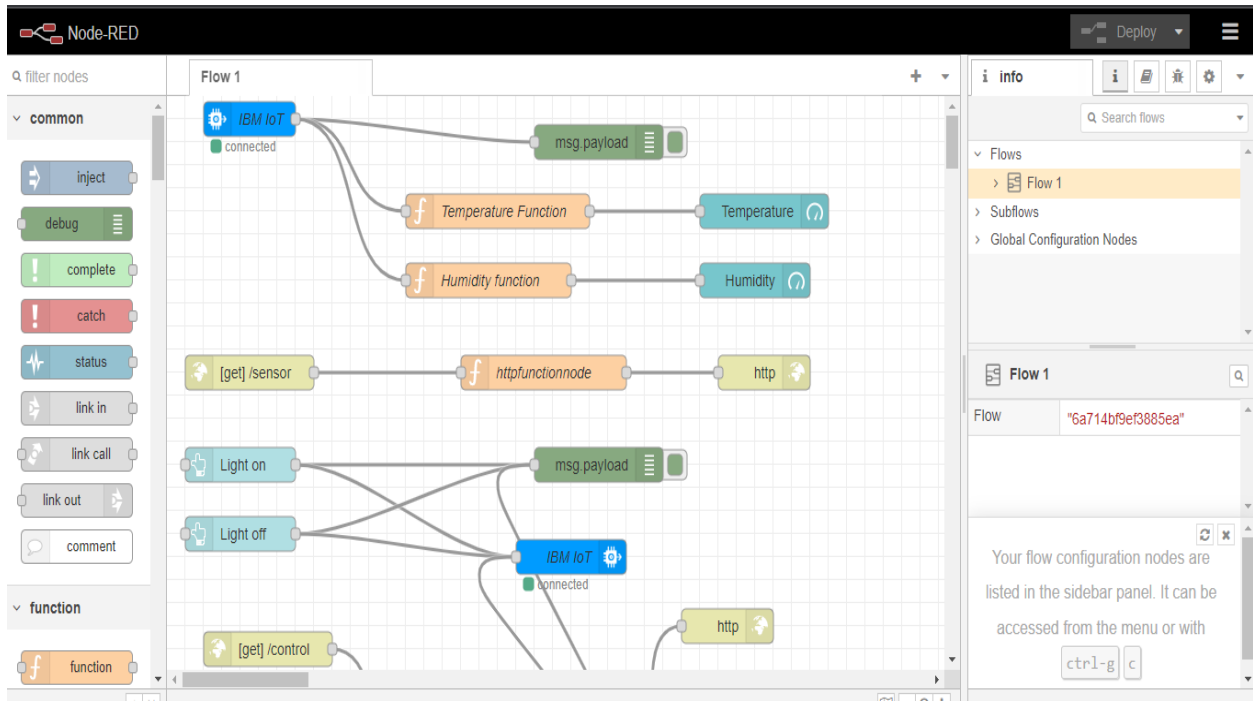 Node-RED
Deploy
filter nodes
common
inject
debug
complete
catch
status
link in
link call
link out
comment
function
function
Flow 1
IBM IoT
connected
msg.payload
Temperature Function
Temperature
Humidity function
Humidity
[get] /sensor
httpfunctionnode
http
Light on
msg.payload
Light off
IBM IoT
connected
http
[get] /control
i info
i
Search flows
Flows
Flow 1
Subflows
Global Configuration Nodes
Flow 1
Flow "6a714bf9ef3885ea"
Your flow configuration nodes are
listed in the sidebar panel. It can be
accessed from the menu or with
ctrl-g c